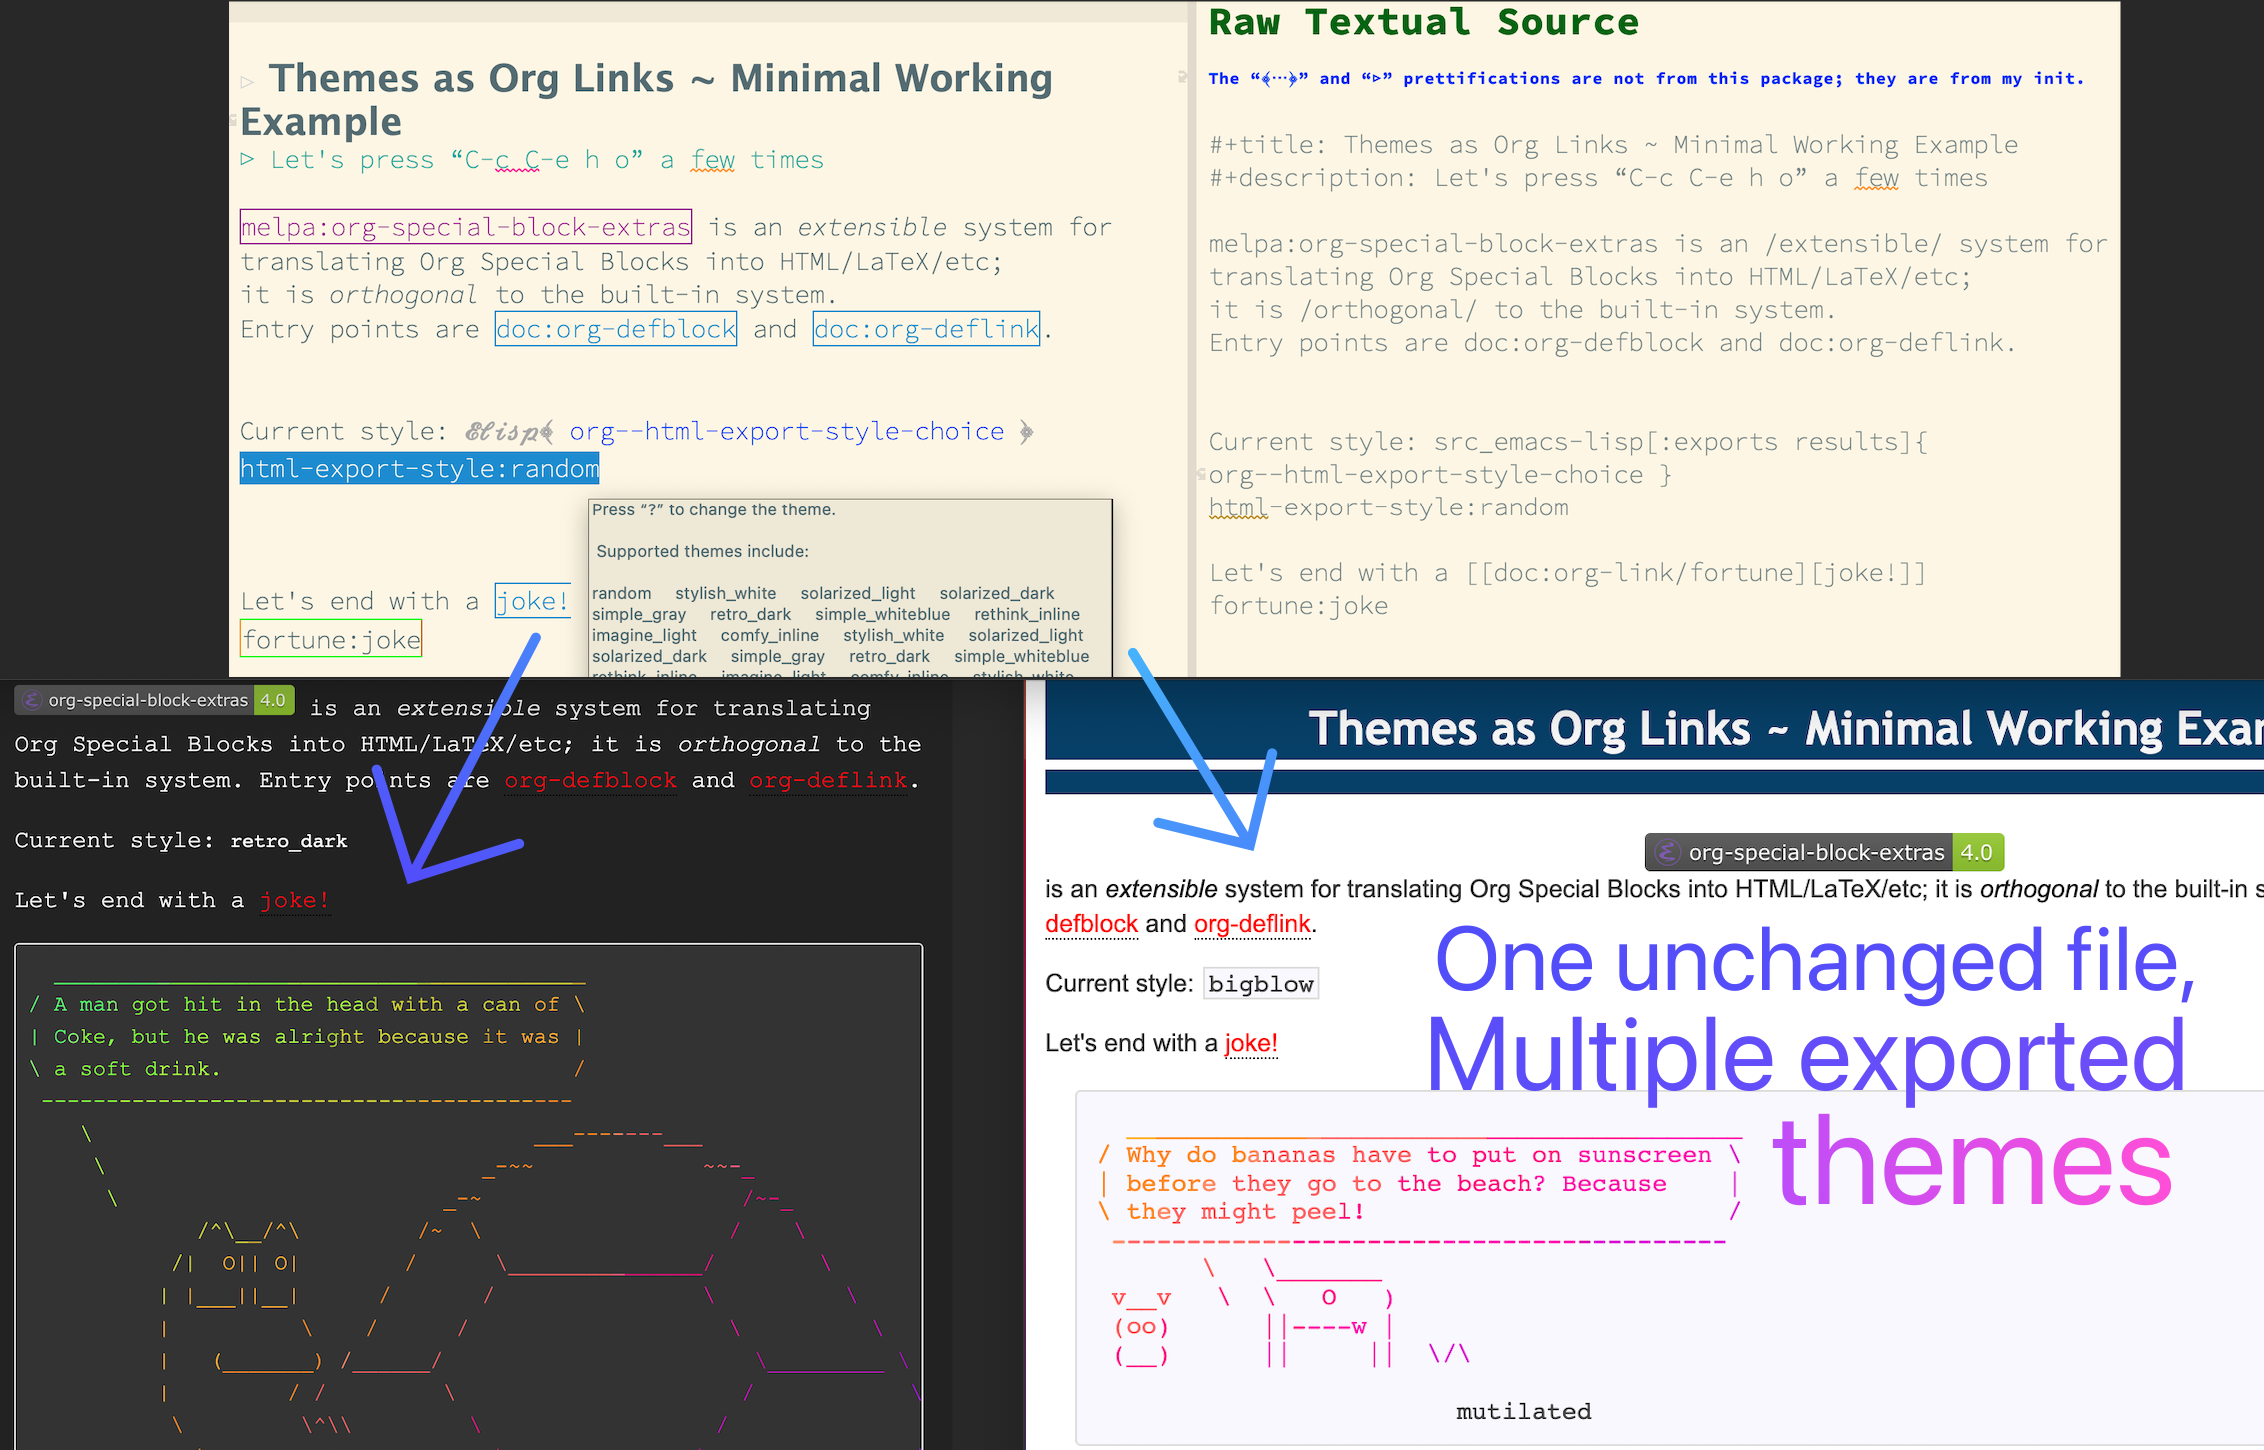 ▷ Themes as Org Links ~ Minimal Working
Example
▷ Let's press “C-c C-e h o” a few times
melpa:org-special-block-extras is an extensible system for
translating Org Special Blocks into HTML/LaTeX/etc;
it is orthogonal to the built-in system.
Entry points are doc:org-defblock and doc:org-deflink.
Current style: Elisp⦉ org--html-export-style-choice ⦊
html-export-style:random
Let's end with a joke!
fortune:joke
Press “?” to change the theme.
Supported themes include:
random stylish_white solarized_light solarized_dark
simple_gray retro_dark simple_whiteblue rethink_inline
imagine_light comfy_inline stylish_white solarized_light
solarized_dark simple_gray retro_dark simple_whiteblue
rethink_inline imagine_light comfy_inline stylish_white
Raw Textual Source
The “⦉⋯⦊” and “▷” prettifications are not from this package; they are from my init.
#+title: Themes as Org Links ~ Minimal Working Example
#+description: Let's press “C-c C-e h o” a few times
melpa:org-special-block-extras is an /extensible/ system for
translating Org Special Blocks into HTML/LaTeX/etc;
it is /orthogonal/ to the built-in system.
Entry points are doc:org-defblock and doc:org-deflink.
Current style: src_emacs-lisp[:exports results]{
org--html-export-style-choice }
html-export-style:random
Let's end with a [[doc:org-link/fortune][joke!]]
fortune:joke
org-special-block-extras 4.0 is an extensible system for translating
Org Special Blocks into HTML/LaTeX/etc; it is orthogonal to the
built-in system. Entry points are org-defblock and org-deflink.
Current style: retro_dark
Let's end with a joke!
/ A man got hit in the head with a can of \
| Coke, but he was alright because it was |
\ a soft drink. /
Themes as Org Links ~ Minimal Working Exa
org-special-block-extras 4.0
is an extensible system for translating Org Special Blocks into HTML/LaTeX/etc; it is orthogonal to the built-in s
defblock and org-deflink.
Current style: bigblow
Let's end with a joke!
One unchanged file,
Multiple exported
themes
/ Why do bananas have to put on sunscreen \
| before they go to the beach? Because |
\ they might peel! /
mutilated